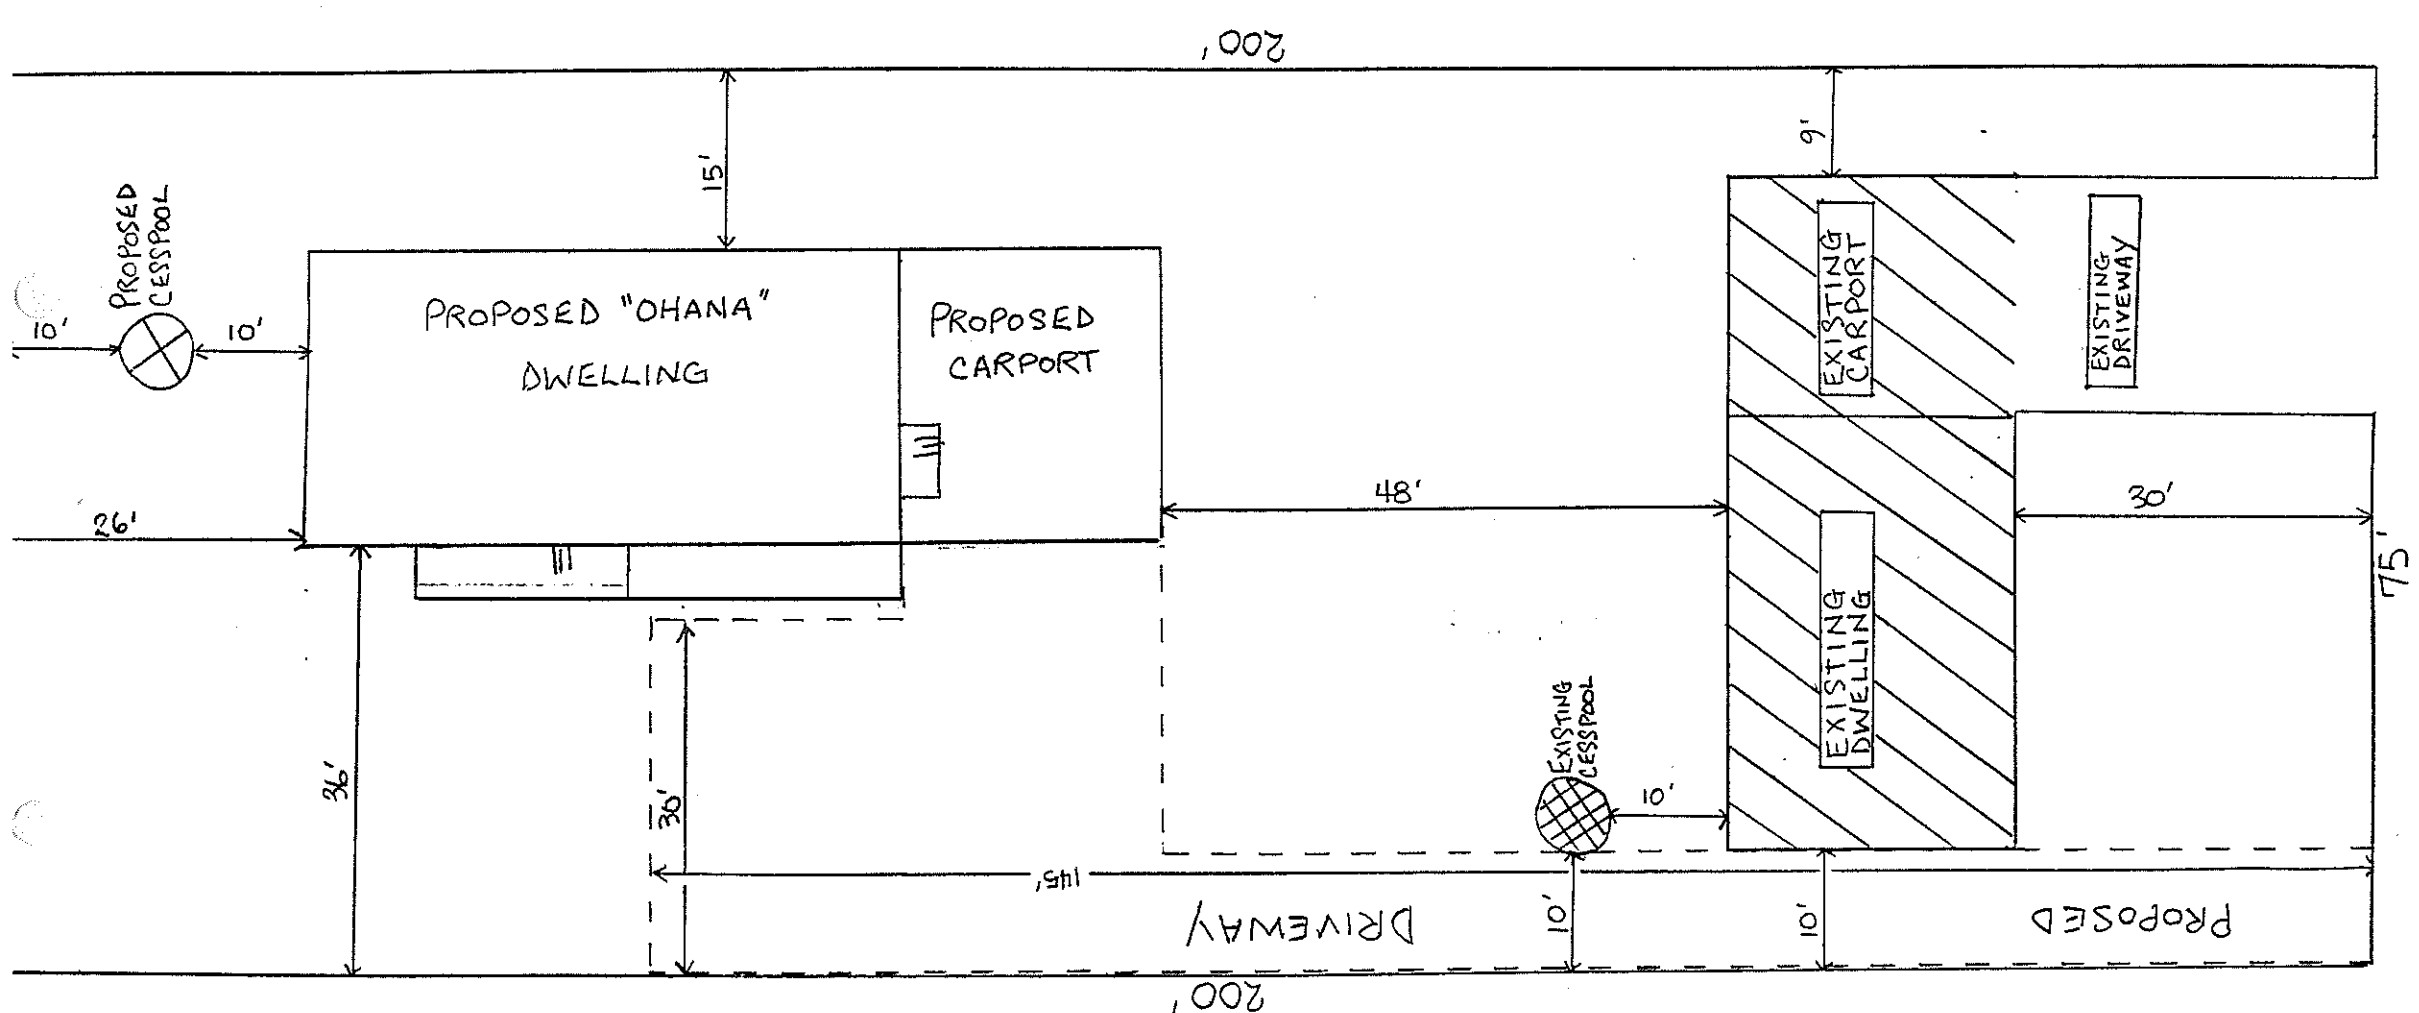 200'
15'
9'
PROPOSED
CESSPOOL
10'
10'
PROPOSED "OHANA"
DWELLING
PROPOSED
CARPORT
EXISTING
CARPORT
EXISTING
DRIVEWAY
26'
48'
30'
75'
EXISTING
DWELLING
EXISTING
CESSPOOL
10'
36'
30'
145'
10'
10'
PROPOSED
DRIVEWAY
200'